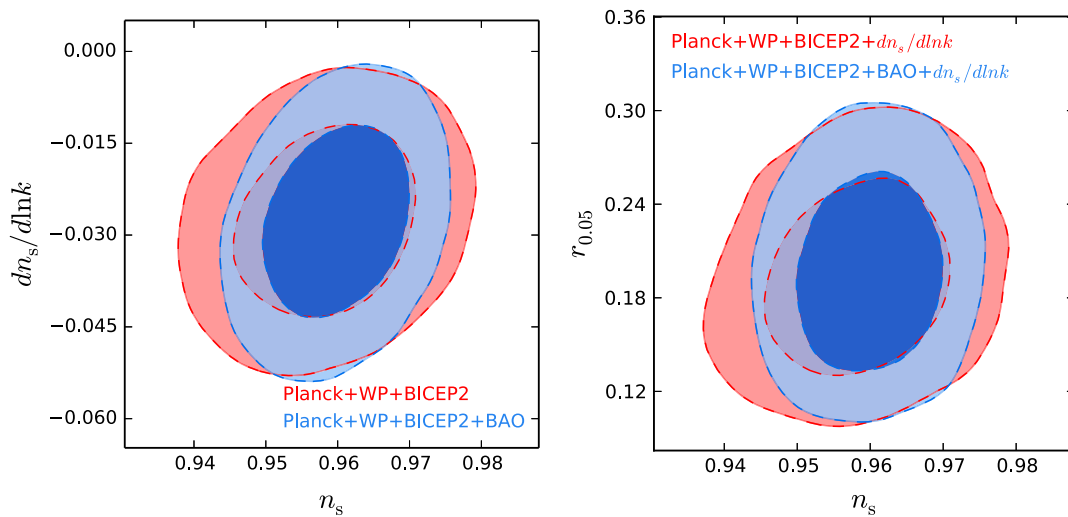 0.000
−0.015
−0.030
−0.045
−0.060
dn_s/dlnk
0.94 0.95 0.96 0.97 0.98
n_s
Planck+WP+BICEP2
Planck+WP+BICEP2+BAO
0.36
0.30
0.24
0.18
0.12
r_0.05
0.94 0.95 0.96 0.97 0.98
n_s
Planck+WP+BICEP2+dn_s/dlnk
Planck+WP+BICEP2+BAO+dn_s/dlnk